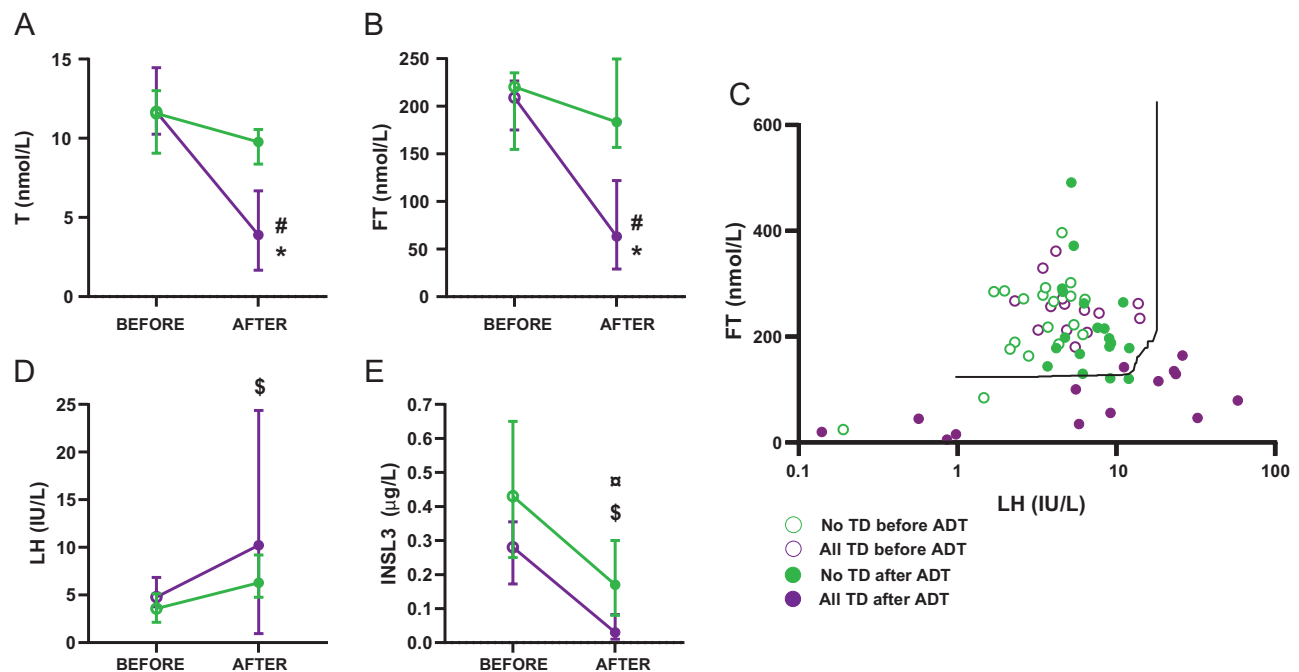 A
15
10
5
0
T (nmol/L)
#
*
BEFORE AFTER
B
250
200
150
100
50
0
FT (nmol/L)
#
*
BEFORE AFTER
C
600
400
200
0
FT (nmol/L)
0.1 1 10 100
LH (IU/L)
No TD before ADT
All TD before ADT
No TD after ADT
All TD after ADT
D
25
20
15
10
5
0
LH (IU/L)
$
BEFORE AFTER
E
0.7
0.6
0.5
0.4
0.3
0.2
0.1
0.0
INSL3 (µg/L)
¤
$
BEFORE AFTER